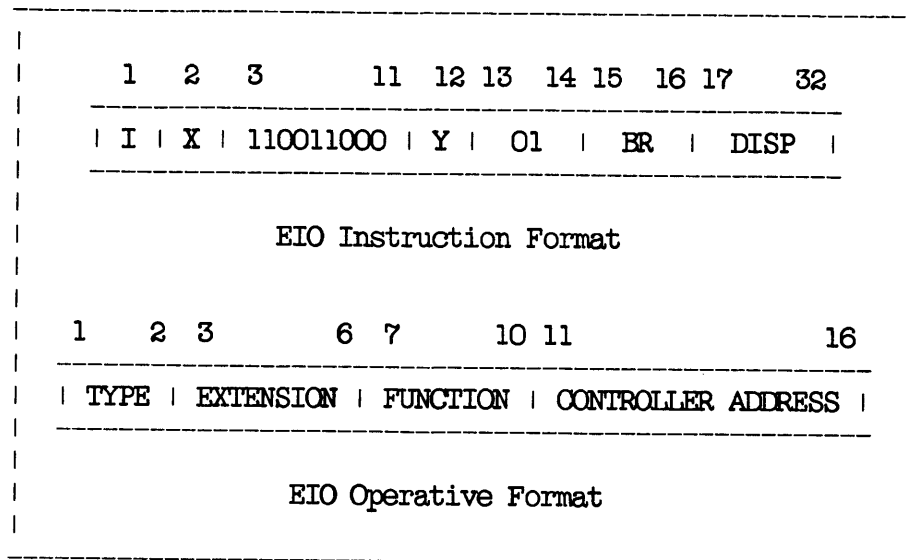 1 2 3 11 12 13 14 15 16 17 32
| I | X | 110011000 | Y | 01 | BR | DISP |
EIO Instruction Format
1 2 3 6 7 10 11 16
| TYPE | EXTENSION | FUNCTION | CONTROLLER ADDRESS |
EIO Operative Format